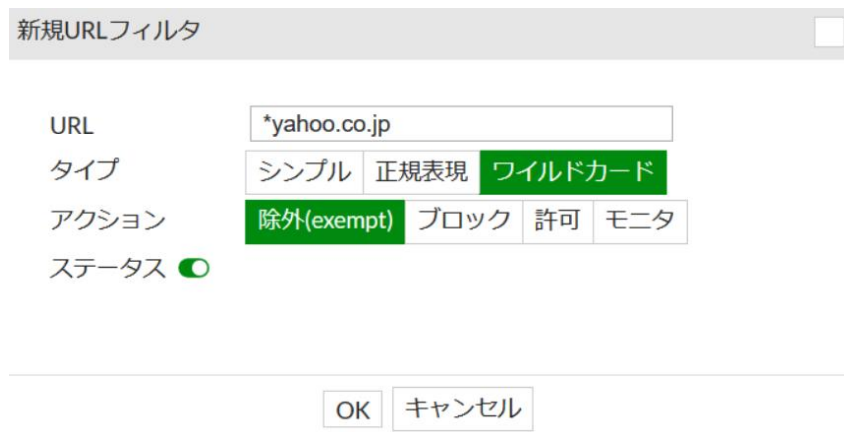 新規URLフィルタ
URL *yahoo.co.jp
タイプ シンプル 正規表現 ワイルドカード
アクション 除外(exempt) ブロック 許可 モニタ
ステータス
OK キャンセル